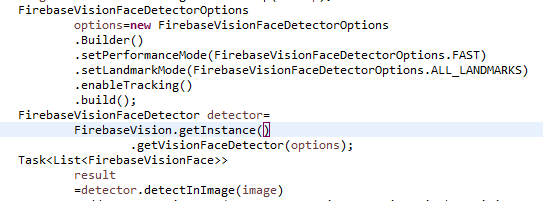 FirebaseVisionFaceDetectorOptions
options=new FirebaseVisionFaceDetectorOptions
.Builder()
.setPerformanceMode(FirebaseVisionFaceDetectorOptions.FAST)
.setLandmarkMode(FirebaseVisionFaceDetectorOptions.ALL_LANDMARKS)
.enableTracking()
.build();
FirebaseVisionFaceDetector detector=
FirebaseVision.getInstance()
.getVisionFaceDetector(options);
Task<List<FirebaseVisionFace>>
result
=detector.detectInImage(image)